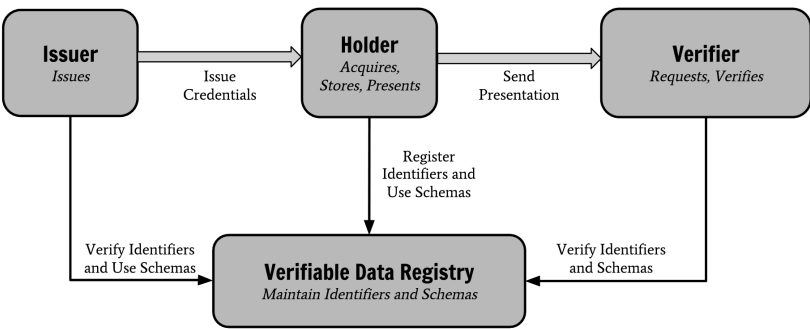 Issuer
Issues
Issue
Credentials
Holder
Acquires,
Stores, Presents
Send
Presentation
Verifier
Requests, Verifies
Register
Identifiers and
Use Schemas
Verify Identifiers
and Use Schemas
Verifiable Data Registry
Maintain Identifiers and Schemas
Verify Identifiers
and Schemas